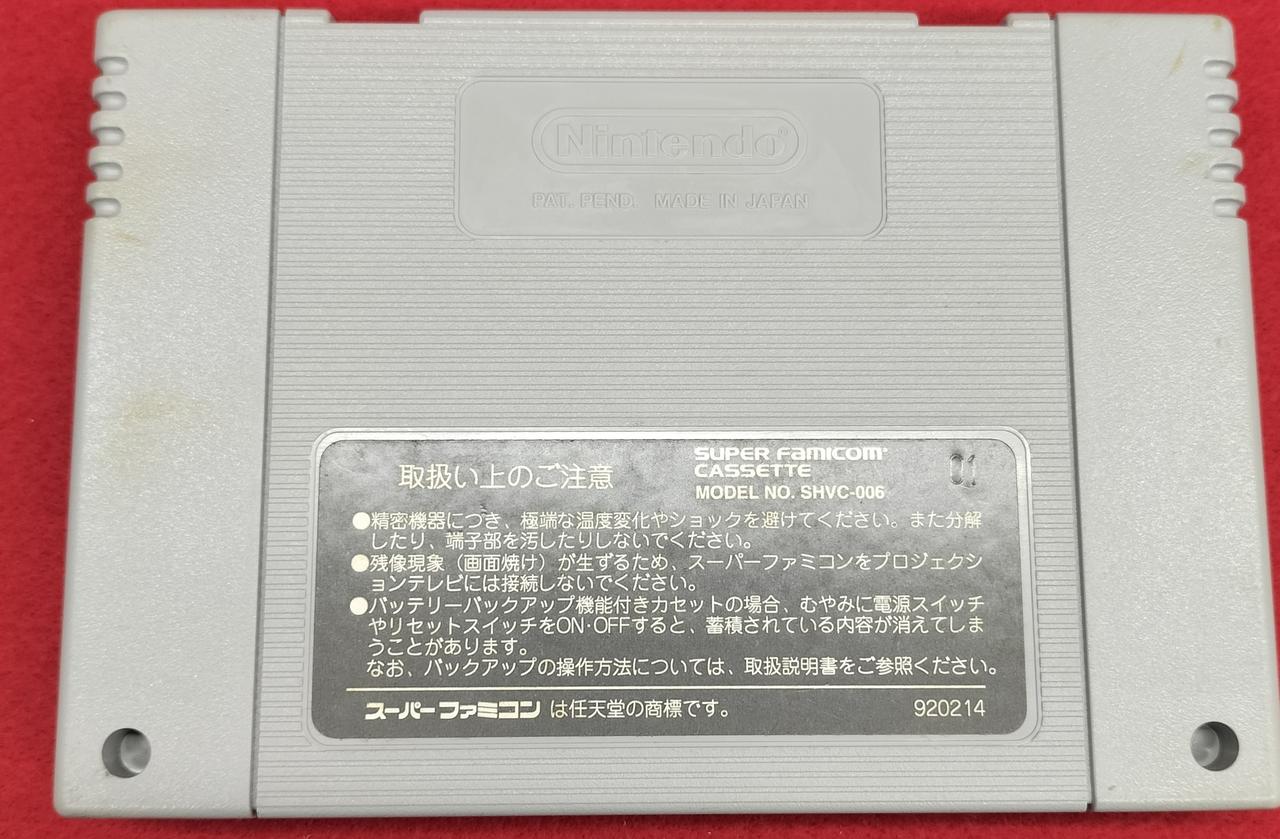 Nintendo®
PAT. PEND. MADE IN JAPAN
取扱い上のご注意
SUPER FAMICOM
CASSETTE
MODEL NO. SHVC-006
01
●精密機器につき、極端な温度変化やショックを避けてください。また分解
したり、端子部を汚したりしないでください。
●残像現象（画面焼け）が生ずるため、スーパーファミコンをプロジェクシ
ョンテレビには接続しないでください。
●バッテリーバックアップ機能付きカセットの場合、むやみに電源スイッチ
やリセットスイッチをON·OFFすると、蓄積されている内容が消えてしま
うことがあります。
なお、バックアップの操作方法については、取扱説明書をご参照ください。
スーパーファミコン は任天堂の商標です。
920214